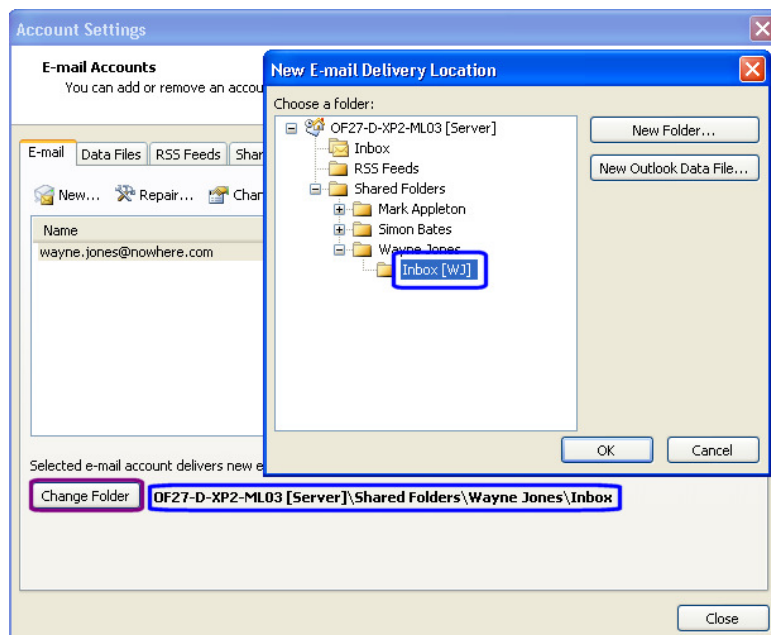 Account Settings
E-mail Accounts
You can add or remove an accou
E-mail Data Files RSS Feeds Shar
New... Repair... Chan
Name
wayne.jones@nowhere.com
Selected e-mail account delivers new e
Change Folder OF27-D-XP2-ML03 [Server]\Shared Folders\Wayne Jones\Inbox
Close
New E-mail Delivery Location
Choose a folder:
OF27-D-XP2-ML03 [Server]
Inbox
RSS Feeds
Shared Folders
Mark Appleton
Simon Bates
Wayne Jones
Inbox [WJ]
New Folder...
New Outlook Data File...
OK Cancel